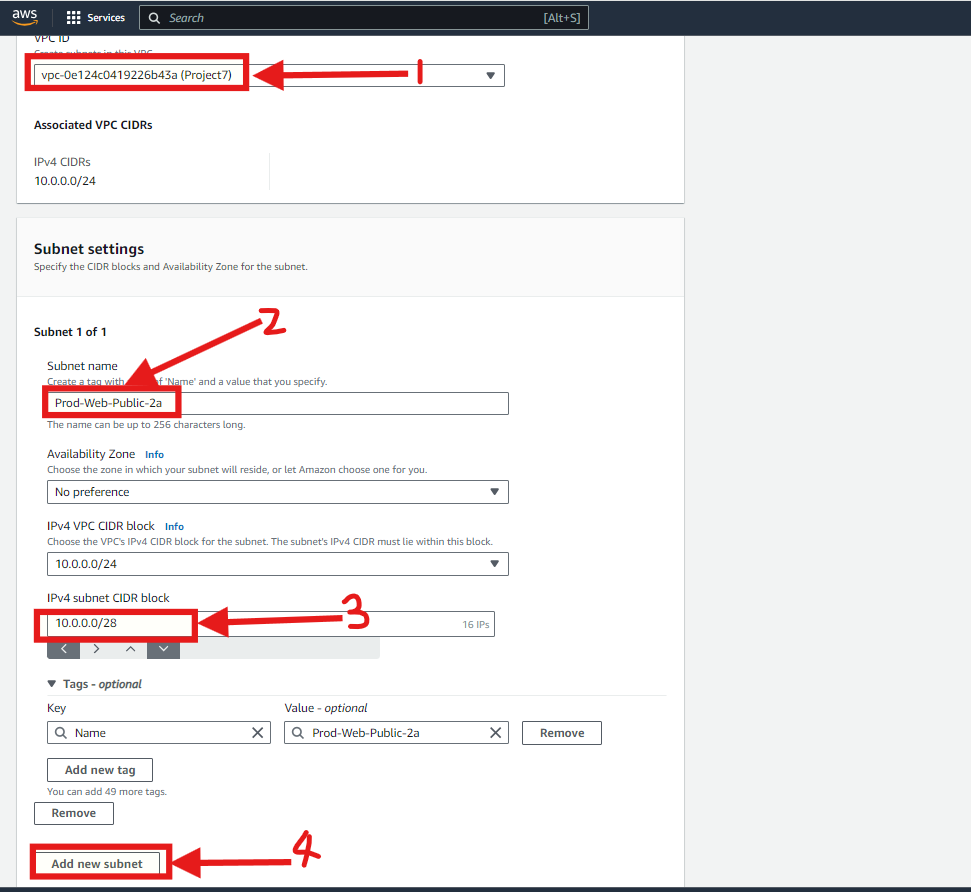 aws Services Search [Alt+S]
VPC ID
Create subnets in this VPC.
vpc-0e124c0419226b43a (Project7)
1
Associated VPC CIDRs
IPv4 CIDRs
10.0.0.0/24
Subnet settings
Specify the CIDR blocks and Availability Zone for the subnet.
2
Subnet 1 of 1
Subnet name
Create a tag with of 'Name' and a value that you specify.
Prod-Web-Public-2a
The name can be up to 256 characters long.
Availability Zone Info
Choose the zone in which your subnet will reside, or let Amazon choose one for you.
No preference
IPv4 VPC CIDR block Info
Choose the VPC's IPv4 CIDR block for the subnet. The subnet's IPv4 CIDR must lie within this block.
10.0.0.0/24
IPv4 subnet CIDR block
3
10.0.0.0/28 16 IPs
Tags - optional
Key Value - optional
Name Prod-Web-Public-2a Remove
Add new tag
You can add 49 more tags.
Remove
4
Add new subnet